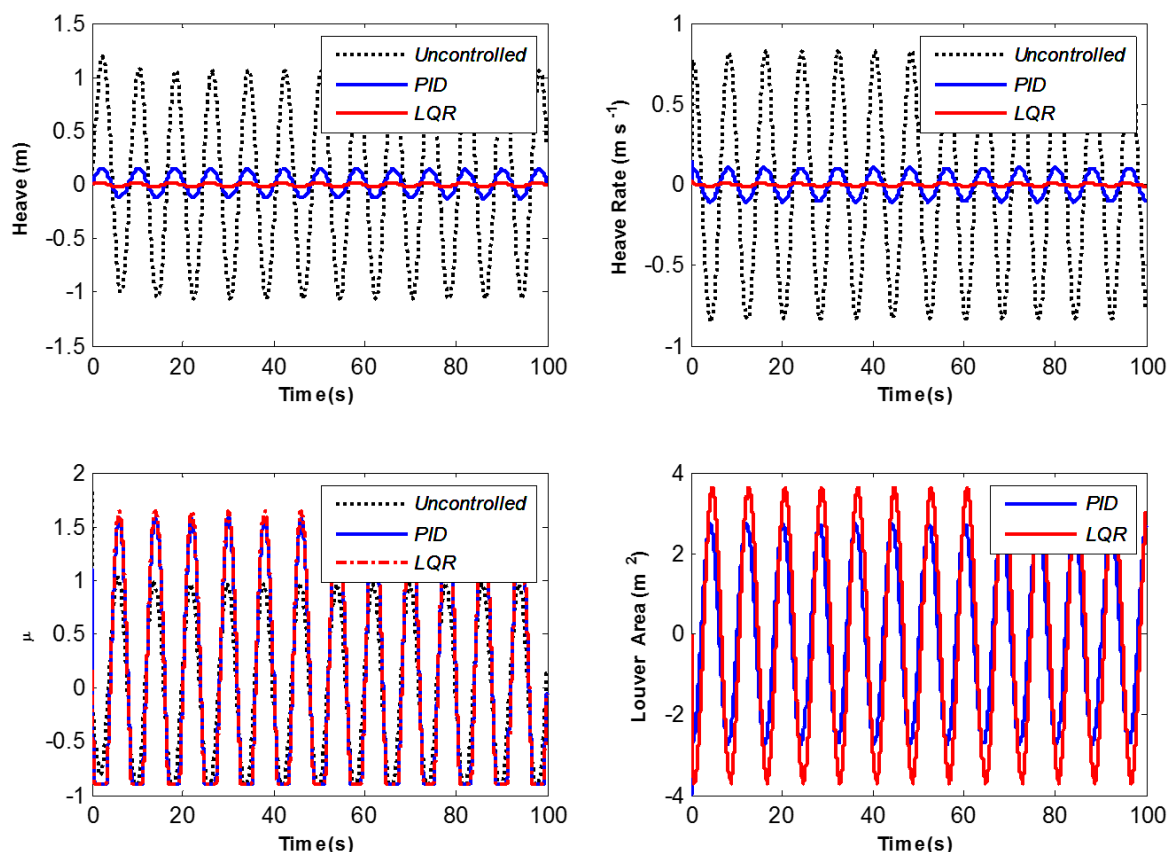 1.5
1
0.5
0
-0.5
-1
-1.5
Heave (m)
0 20 40 60 80 100
Time(s)
Uncontrolled
PID
LQR
1
0.5
0
-0.5
-1
Heave Rate (m s -1)
0 20 40 60 80 100
Time(s)
Uncontrolled
PID
LQR
2
1.5
1
0.5
0
-0.5
-1
μ
0 20 40 60 80 100
Time(s)
Uncontrolled
PID
LQR
4
2
0
-2
-4
Louver Area (m 2)
0 20 40 60 80 100
Time(s)
PID
LQR